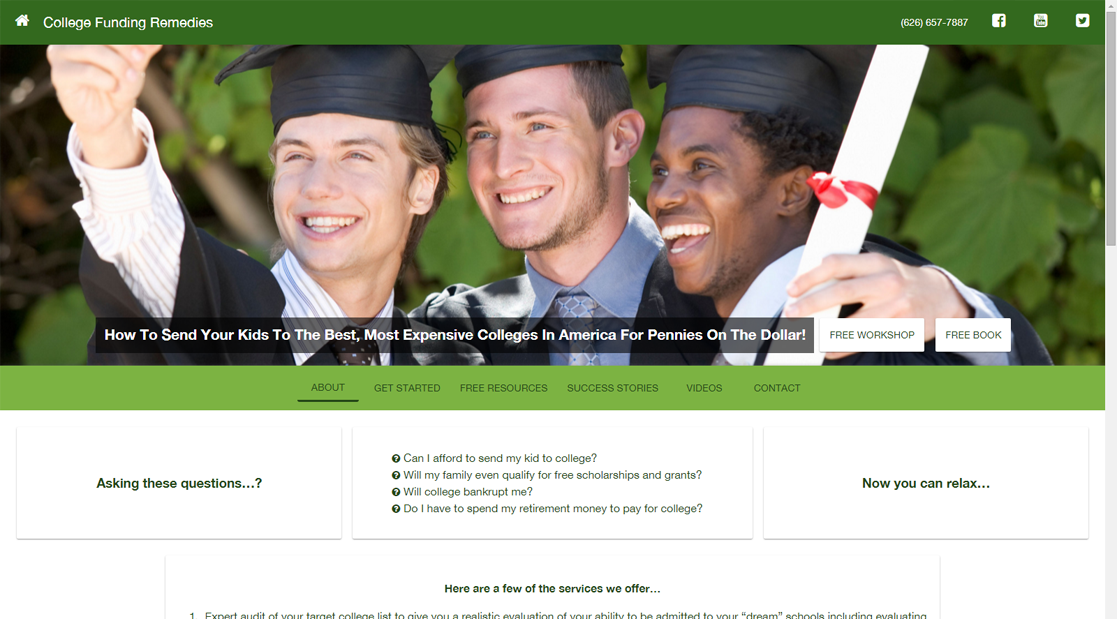 College Funding Remedies
(626) 657-7887
How To Send Your Kids To The Best, Most Expensive Colleges In America For Pennies On The Dollar!
FREE WORKSHOP
FREE BOOK
ABOUT
GET STARTED
FREE RESOURCES
SUCCESS STORIES
VIDEOS
CONTACT
Asking these questions…?
Can I afford to send my kid to college?
Will my family even qualify for free scholarships and grants?
Will college bankrupt me?
Do I have to spend my retirement money to pay for college?
Now you can relax…
Here are a few of the services we offer…
1. Expert audit of your target college list to give you a realistic evaluation of your ability to be admitted to your “dream” schools including evaluating